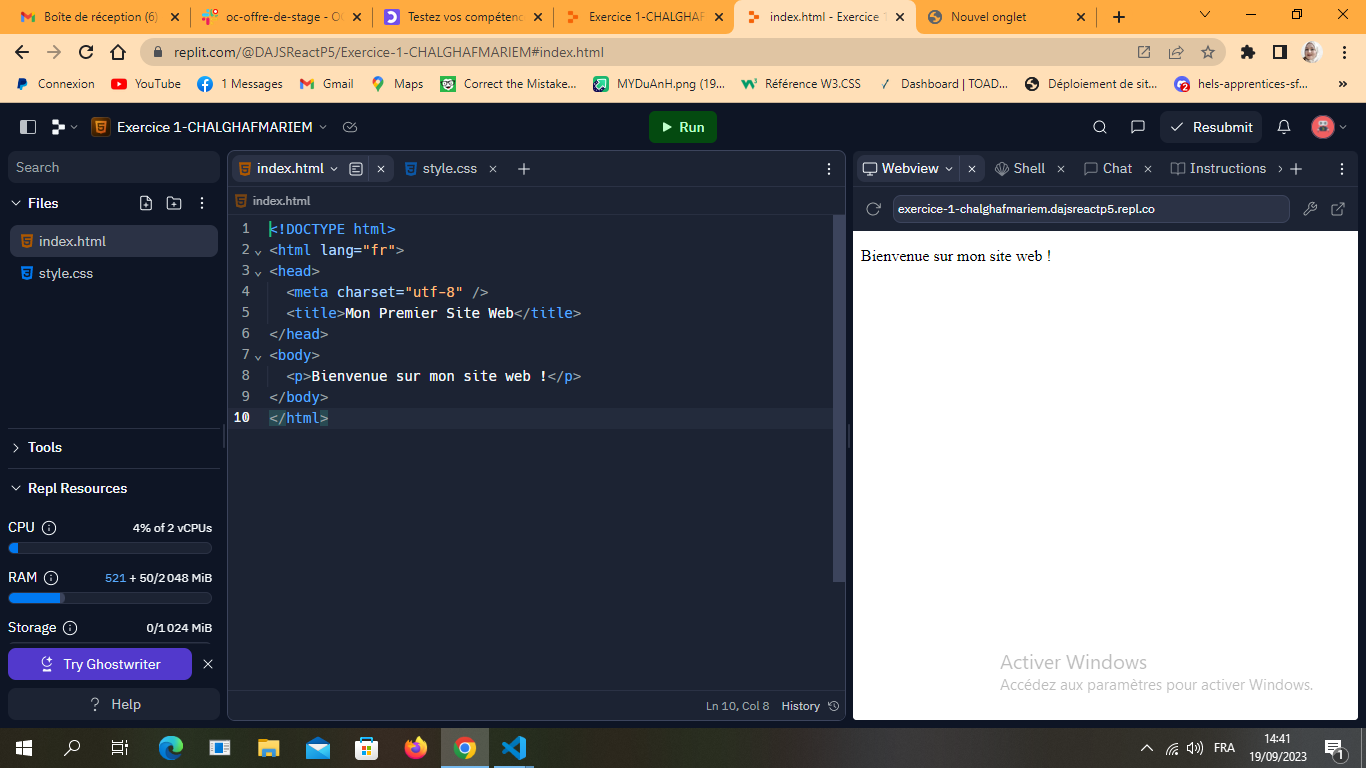 Boîte de réception (6)
oc-offre-de-stage - O
Testez vos compétenc
Exercice 1-CHALGHAF
index.html - Exercice 1
Nouvel onglet
replit.com/@DAJSReactP5/Exercice-1-CHALGHAFMARIEM#index.html
Connexion
YouTube
1 Messages
Gmail
Maps
Correct the Mistake...
MYDuAnH.png (19...
Référence W3.CSS
Dashboard | TOAD...
Déploiement de sit...
hels-apprentices-sf...
»
Exercice 1-CHALGHAFMARIEM
Run
Resubmit
Search
Files
index.html
style.css
Tools
Repl Resources
CPU
4% of 2 vCPUs
RAM
521 + 50/2 048 MiB
Storage
0/1 024 MiB
Try Ghostwriter
? Help
index.html
style.css
index.html
1 <!DOCTYPE html>
2 <html lang="fr">
3 <head>
4 <meta charset="utf-8" />
5 <title>Mon Premier Site Web</title>
6 </head>
7 <body>
8 <p>Bienvenue sur mon site web !</p>
9 </body>
10 </html>
Ln 10, Col 8 History
Webview
Shell
Chat
Instructions
exercice-1-chalghafmariem.dajsreactp5.repl.co
Bienvenue sur mon site web !
Activer Windows
Accédez aux paramètres pour activer Windows.
FRA
14:41
19/09/2023
1